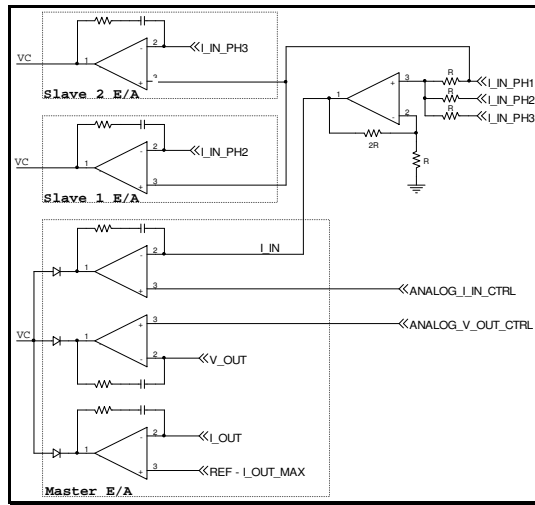 2 I_IN_PH3
VC 1
Slave 2 E/A
R I_IN_PH1
1 3 R I_IN_PH2
2 R I_IN_PH3
2R
R
2 I_IN_PH2
VC 1
3
Slave 1 E/A
1 2 I_IN
3 ANALOG_I_IN_CTRL
3 ANALOG_V_OUT_CTRL
VC 1
2 V_OUT
2 I_OUT
1
3 REF - I_OUT_MAX
Master E/A